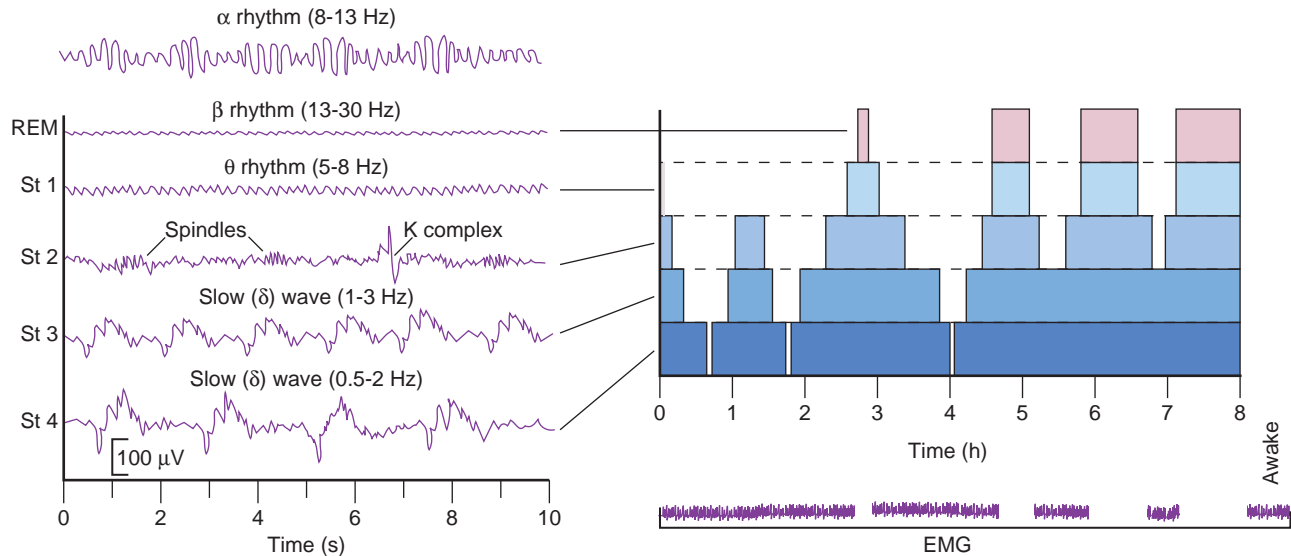 α rhythm (8-13 Hz)
REM
β rhythm (13-30 Hz)
St 1
θ rhythm (5-8 Hz)
St 2
Spindles
K complex
St 3
Slow (δ) wave (1-3 Hz)
St 4
Slow (δ) wave (0.5-2 Hz)
100 μV
0 2 4 6 8 10
Time (s)
0 1 2 3 4 5 6 7 8
Time (h)
Awake
EMG